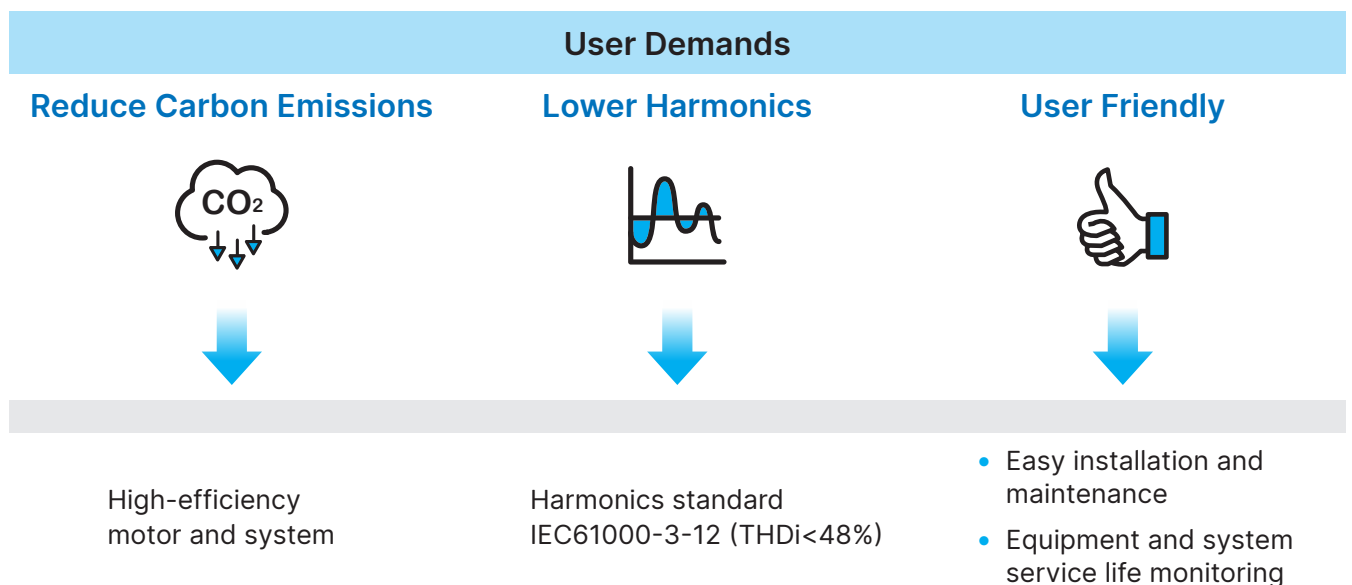 User Demands
Reduce Carbon Emissions
Lower Harmonics
User Friendly
CO₂
High-efficiency
motor and system
Harmonics standard
IEC61000-3-12 (THDi<48%)
• Easy installation and
maintenance
• Equipment and system
service life monitoring